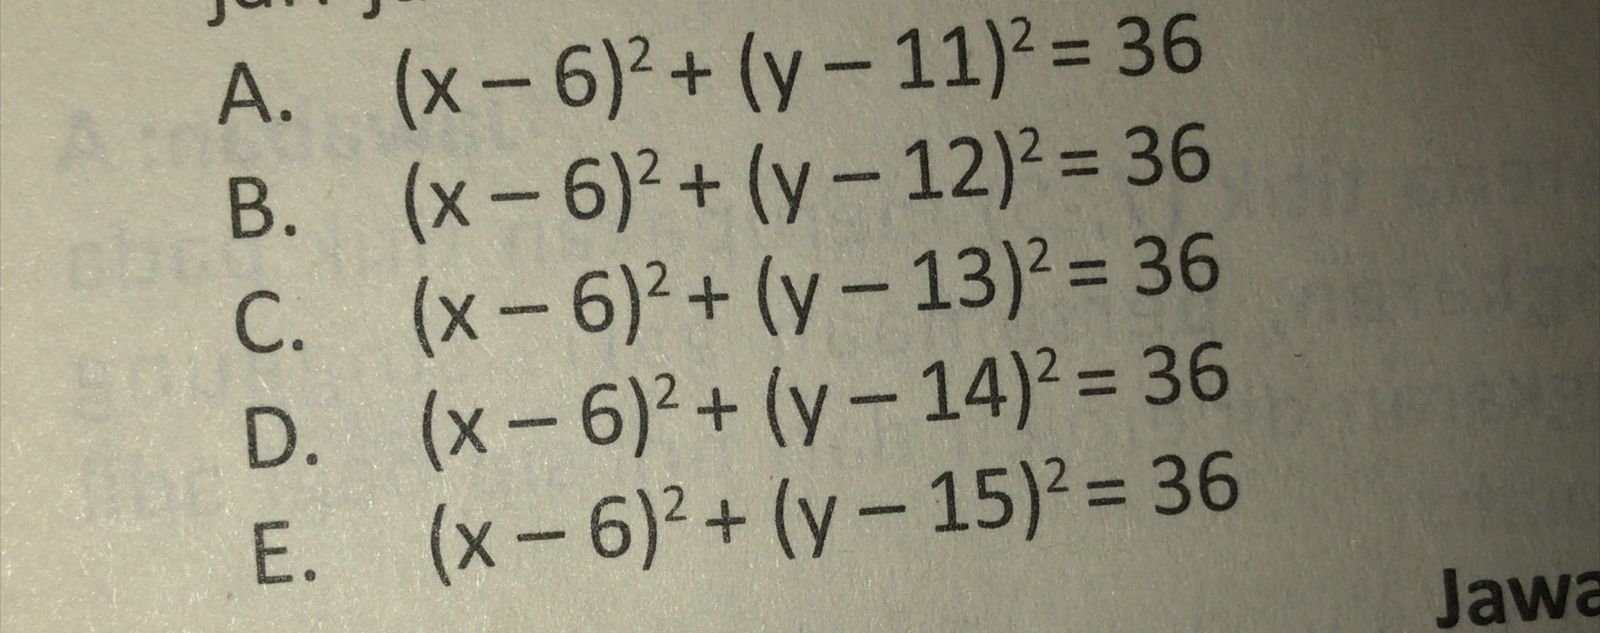 A. (x – 6)² + (y – 11)² = 36
B. (x – 6)² + (y – 12)² = 36
C. (x – 6)² + (y – 13)² = 36
D. (x – 6)² + (y – 14)² = 36
E. (x – 6)² + (y – 15)² = 36